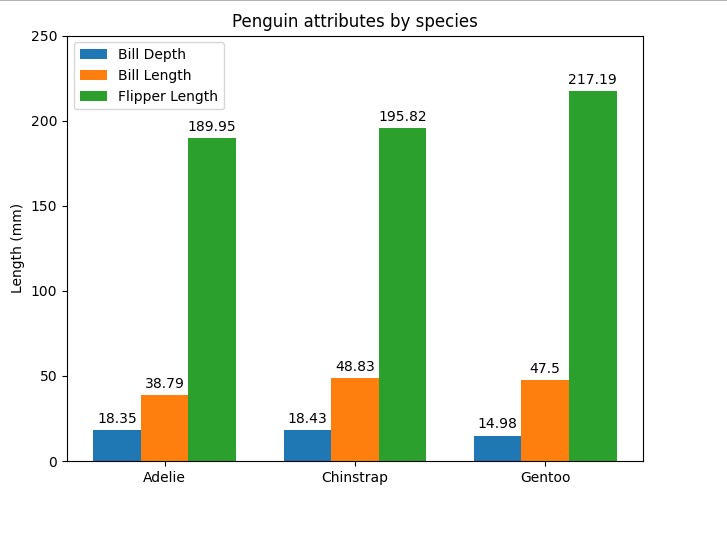 Penguin attributes by species
250
200
150
100
50
0
Length (mm)
Bill Depth
Bill Length
Flipper Length
18.35
38.79
189.95
18.43
48.83
195.82
14.98
47.5
217.19
Adelie
Chinstrap
Gentoo